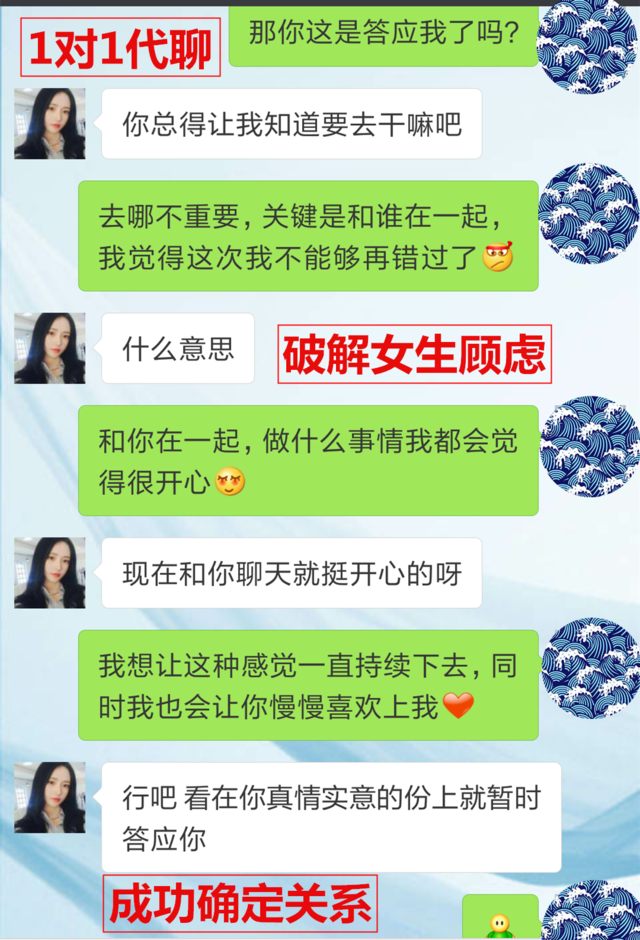 1对1代聊
那你这是答应我了吗?
你总得让我知道要去干嘛吧
去哪不重要,关键是和谁在一起,
我觉得这次我不能够再错过了
什么意思
破解女生顾虑
和你在一起,做什么事情我都会觉
得很开心
现在和你聊天就挺开心的呀
我想让这种感觉一直持续下去,同
时我也会让你慢慢喜欢上我
行吧 看在你真情实意的份上就暂时
答应你
成功确定关系